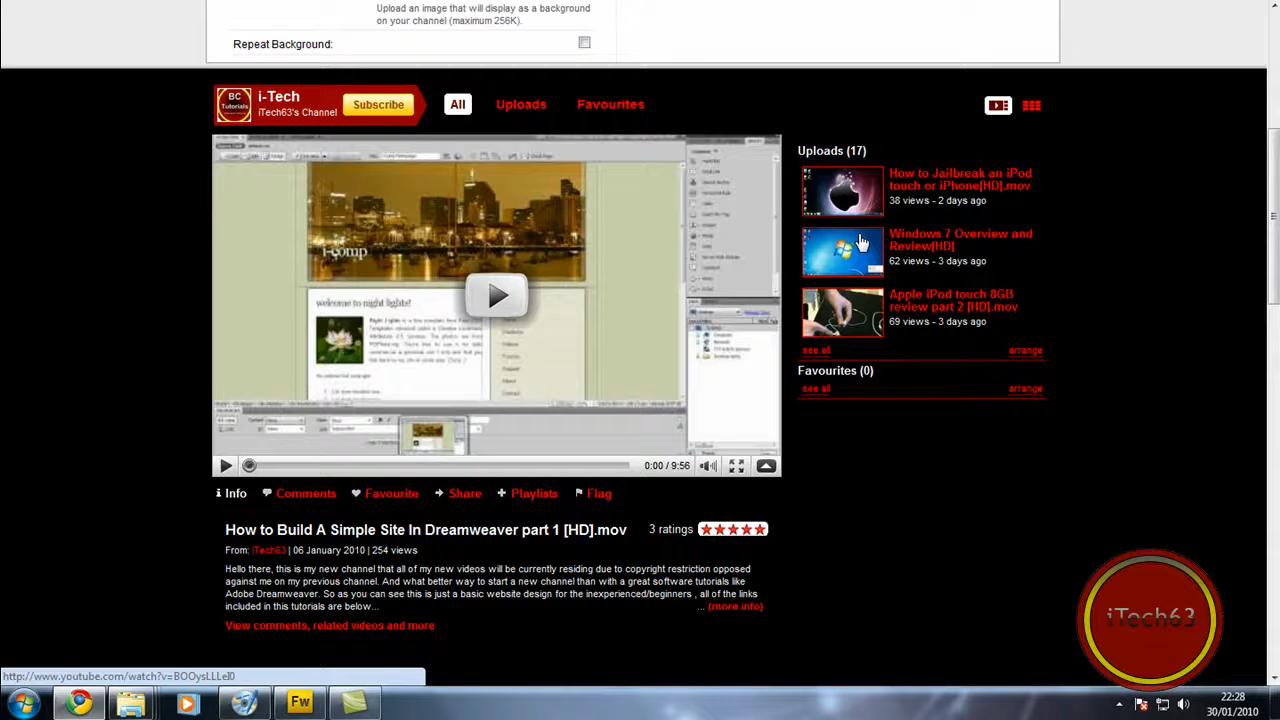 Upload an image that will display as a background
on your channel (maximum 256K).
Repeat Background:
BC
Tutorials
i-Tech
iTech63's Channel
Subscribe
All
Uploads
Favourites
i-comp
welcome to night lights!
Uploads (17)
How to Jailbreak an iPod
touch or iPhone[HD].mov
38 views - 2 days ago
Windows 7 Overview and
Review[HD]
62 views - 3 days ago
Apple iPod touch 8GB
review part 2 [HD].mov
69 views - 3 days ago
see all
arrange
Favourites (0)
see all
arrange
0:00 / 9:56
Info
Comments
Favourite
Share
Playlists
Flag
How to Build A Simple Site In Dreamweaver part 1 [HD].mov
3 ratings
From: iTech63 | 06 January 2010 | 254 views
Hello there, this is my new channel that all of my new videos will be currently residing due to copyright restriction opposed
against me on my previous channel. And what better way to start a new channel than with a great software tutorials like
Adobe Dreamweaver. So as you can see this is just a basic website design for the inexperienced/beginners , all of the links
included in this tutorials are below...
... (more info)
View comments, related videos and more
iTech63
http://www.youtube.com/watch?v=BOOysLLLeI0
Fw
22:28
30/01/2010